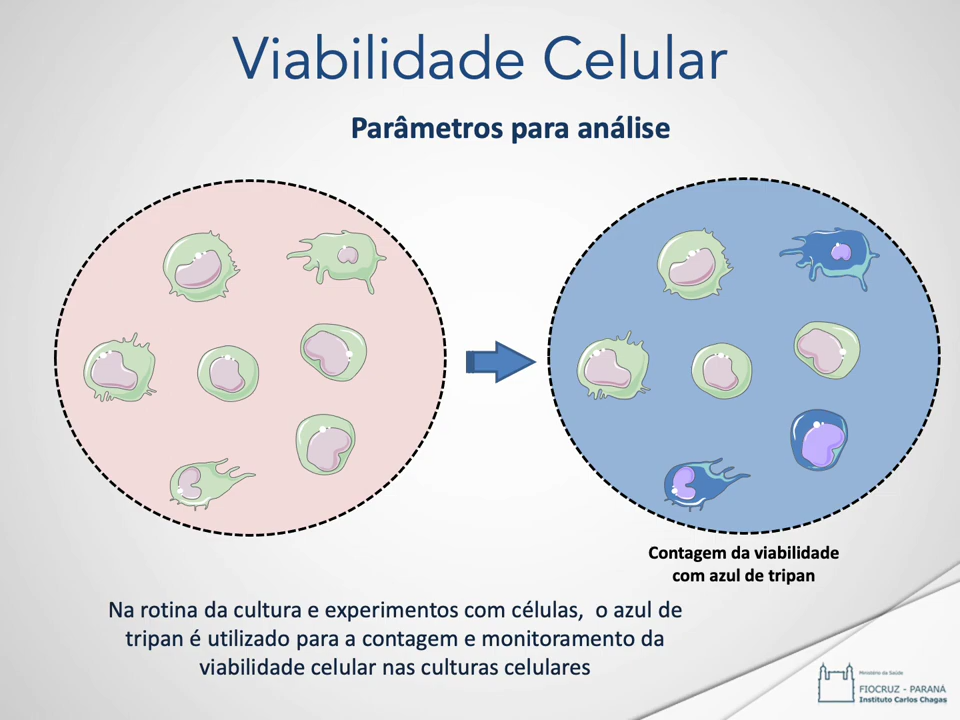 Viabilidade Celular
Parâmetros para análise
Contagem da viabilidade
com azul de tripan
Na rotina da cultura e experimentos com células, o azul de
tripan é utilizado para a contagem e monitoramento da
viabilidade celular nas culturas celulares
Ministério da Saúde
FIOCRUZ - PARANÁ
Instituto Carlos Chagas